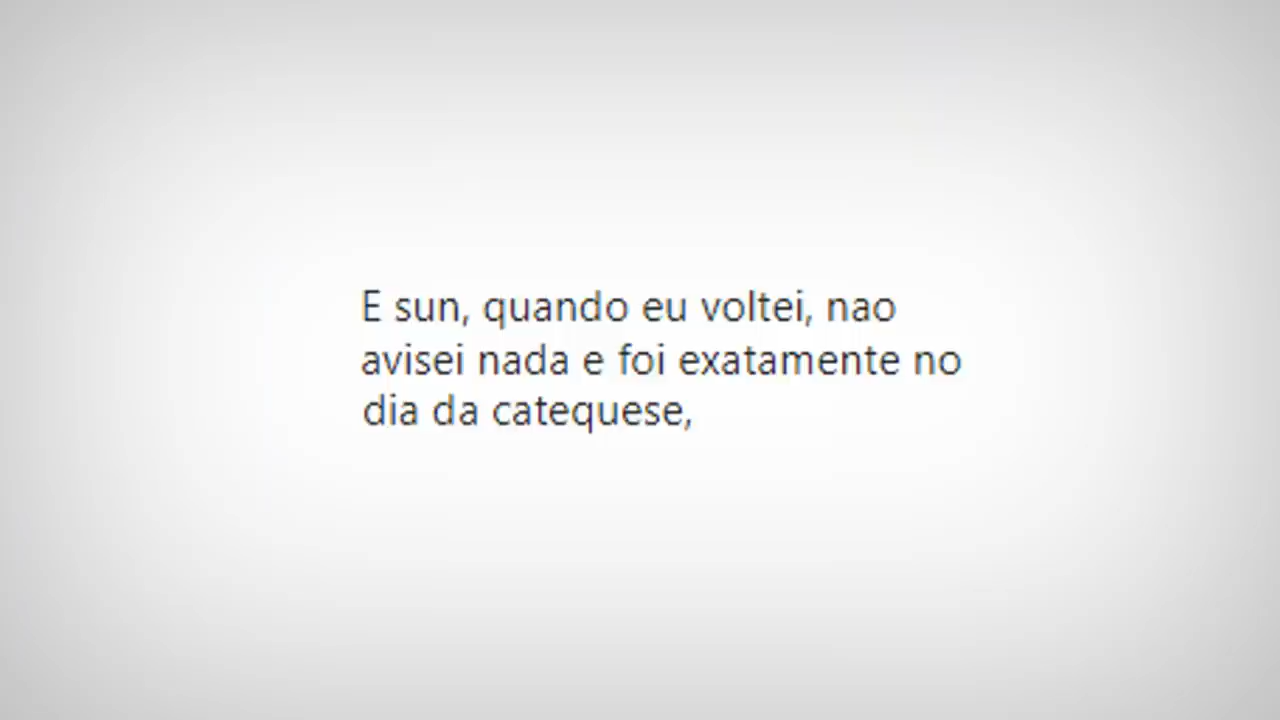 E sun, quando eu voltei, nao
avisei nada e foi exatamente no
dia da catequese,